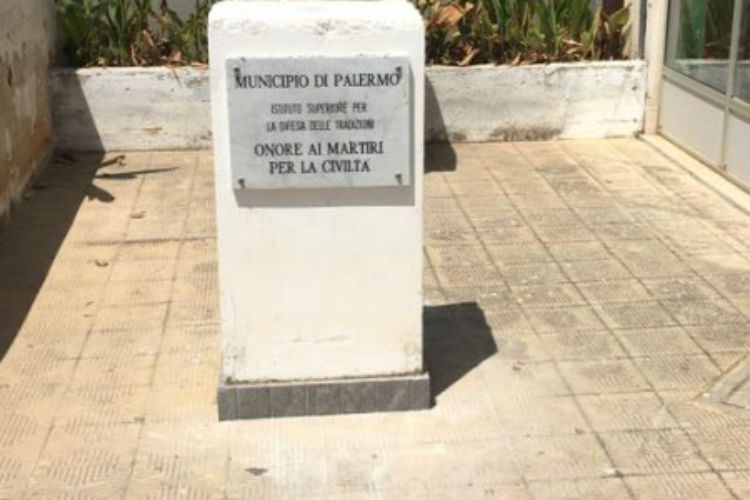 MUNICIPIO DI PALERMO
ISTITUTO SUPERIORE PER
LA DIFESA DELLE TRADIZIONI
ONORE AI MARTIRI
PER LA CIVILTA